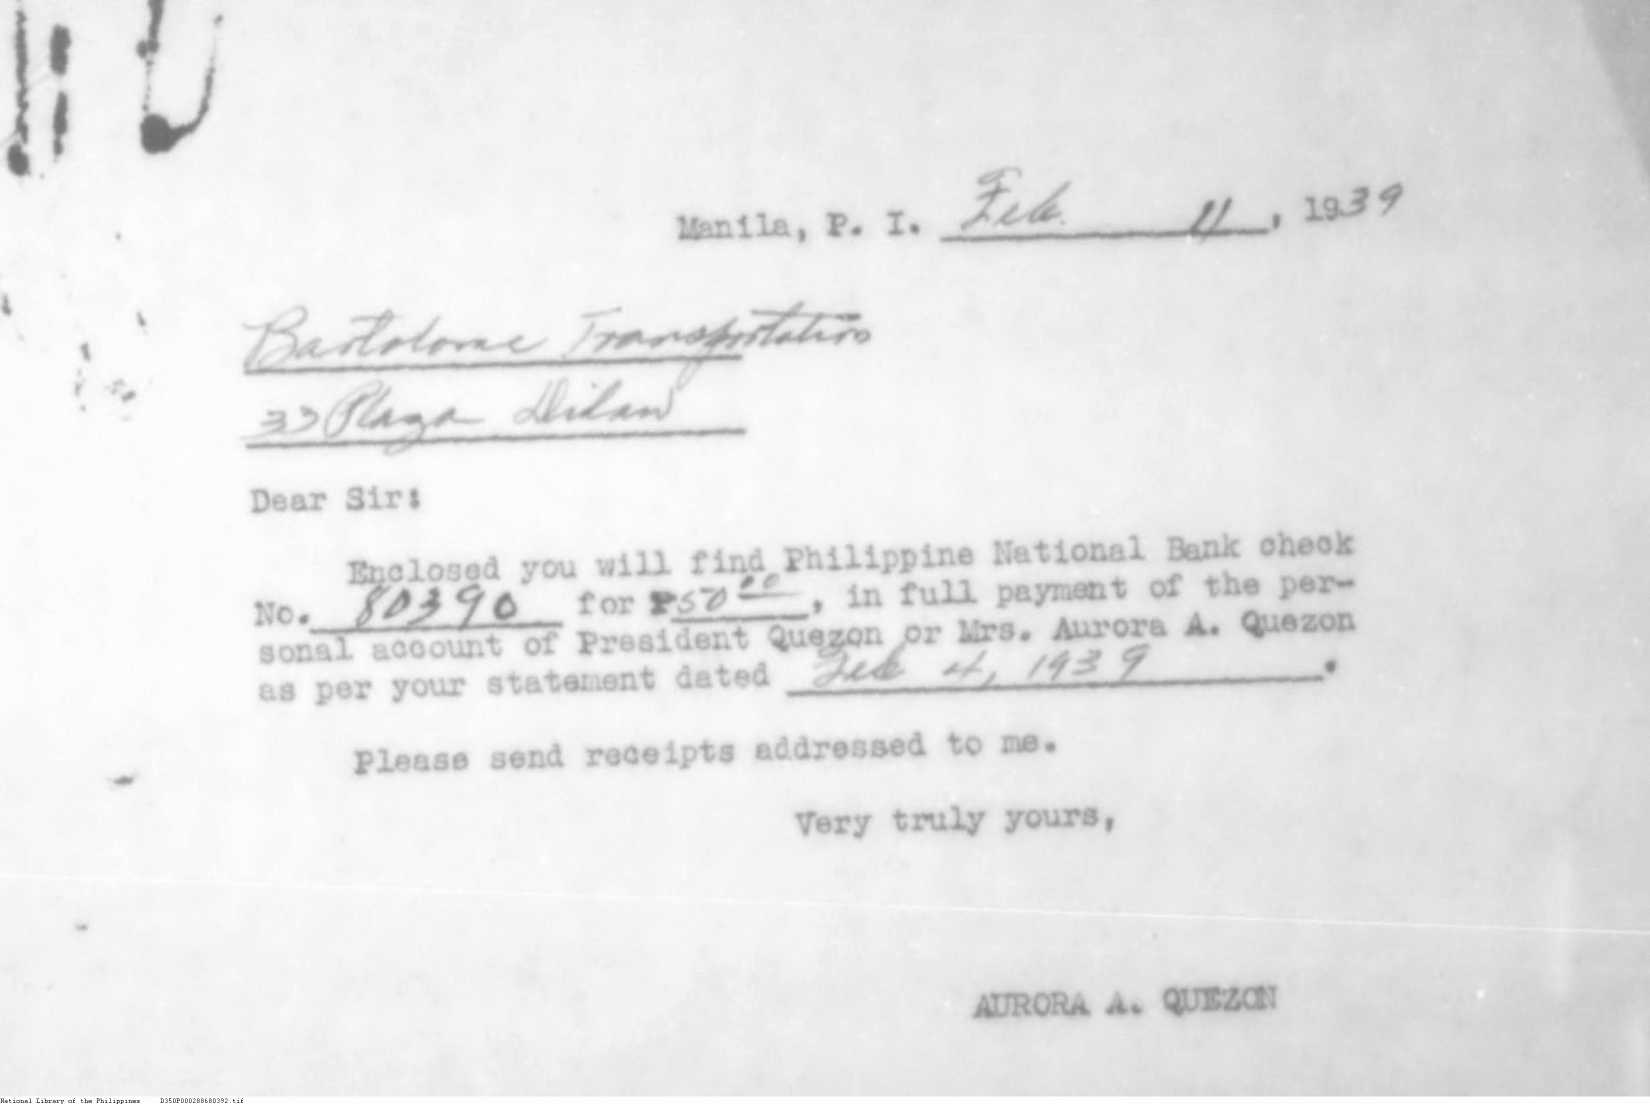 Manila, P. I. Feb. 11, 1939
Bartolome Transportation
33 Plaza Dilaw
Dear Sir:
Enclosed you will find Philippine National Bank check
No. 80390 for ₱50 00, in full payment of the per-
sonal account of President Quezon or Mrs. Aurora A. Quezon
as per your statement dated Feb 4, 1939.
Please send receipts addressed to me.
Very truly yours,
AURORA A. QUEZON
National Library of the Philippines D350P000288680392.tif